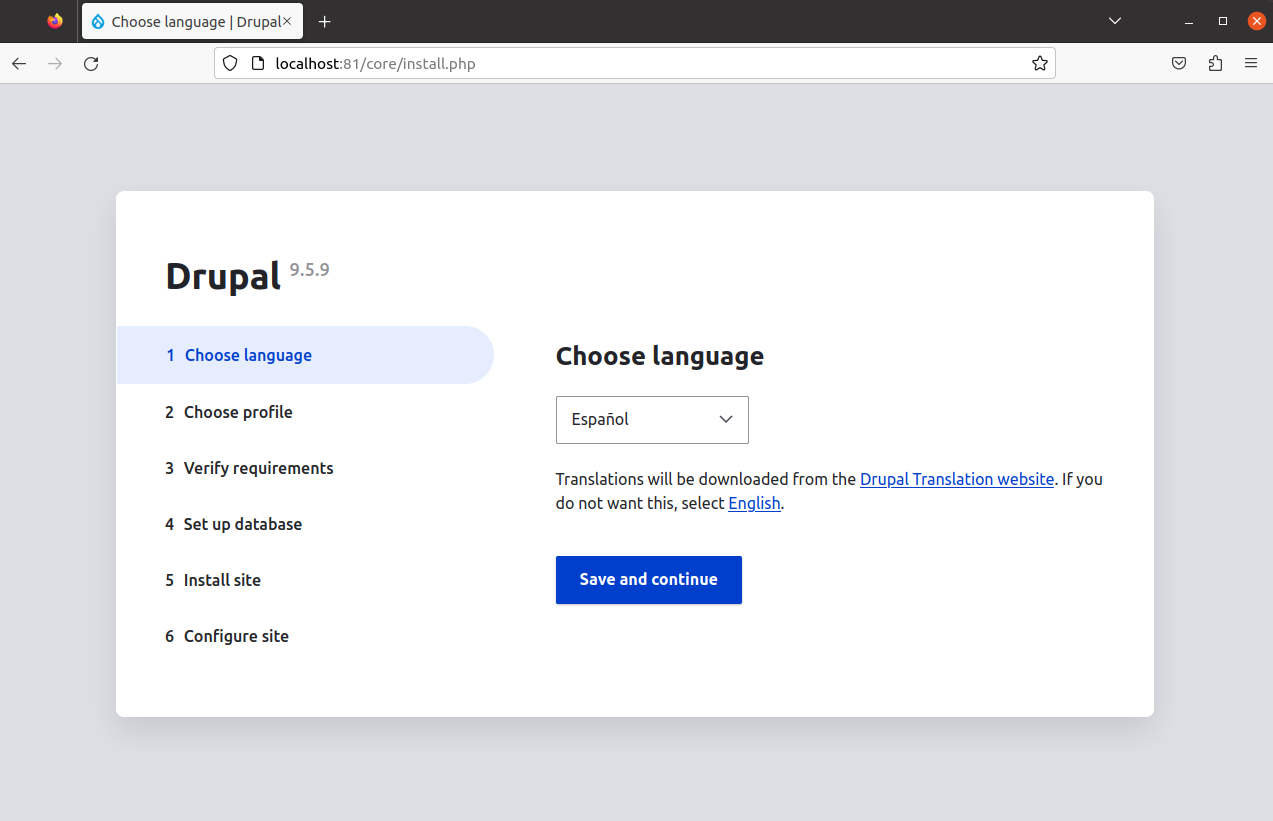 Choose language | Drupal
localhost:81/core/install.php
Drupal 9.5.9
1 Choose language
2 Choose profile
3 Verify requirements
4 Set up database
5 Install site
6 Configure site
Choose language
Español
Translations will be downloaded from the Drupal Translation website. If you
do not want this, select English.
Save and continue